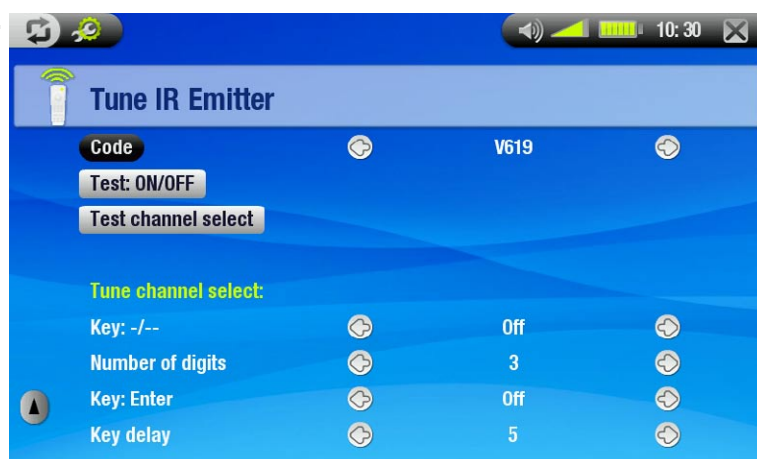 10:30
Tune IR Emitter
Code V619
Test: ON/OFF
Test channel select
Tune channel select:
Key: -/-- Off
Number of digits 3
Key: Enter Off
Key delay 5